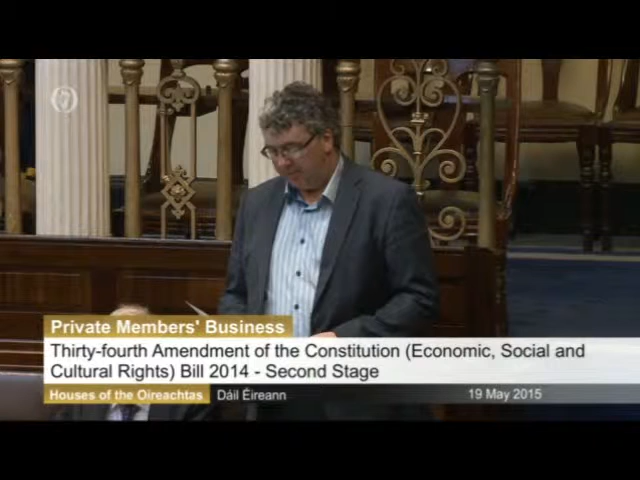 Private Members' Business
Thirty-fourth Amendment of the Constitution (Economic, Social and
Cultural Rights) Bill 2014 - Second Stage
Houses of the Oireachtas Dáil Éireann 19 May 2015